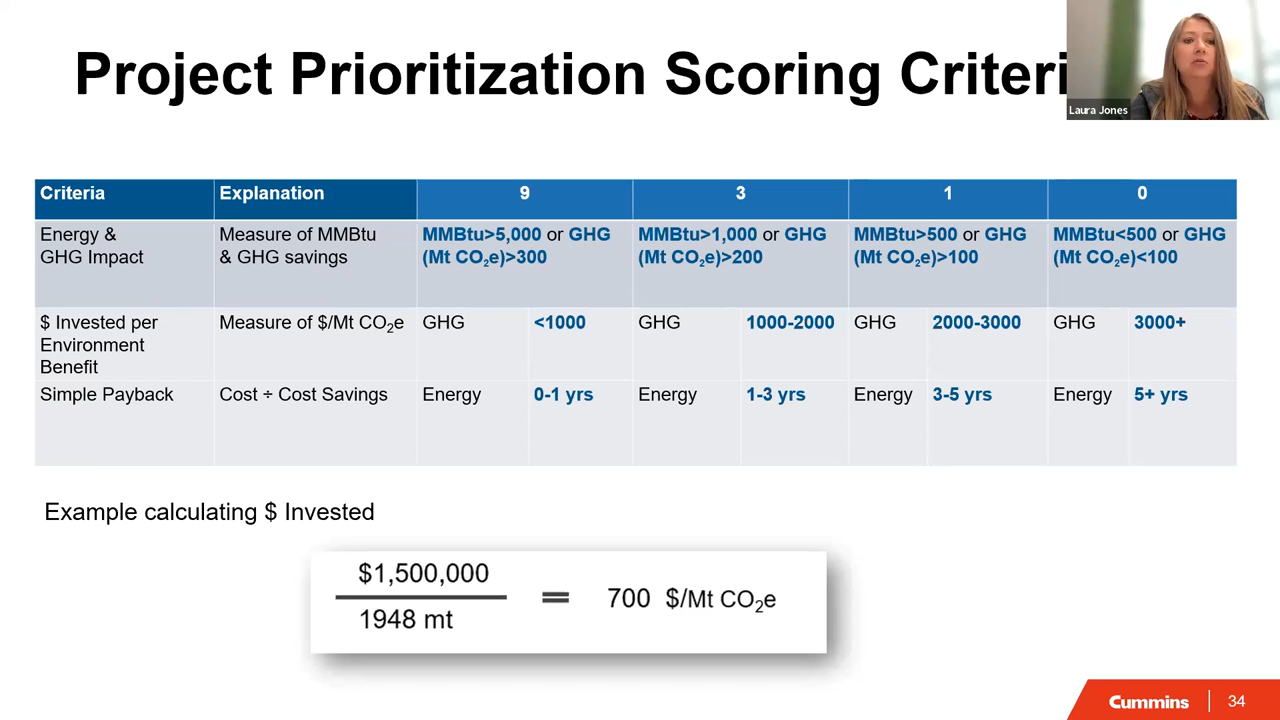 Project Prioritization Scoring Criteri
Laura Jones
Criteria Explanation 9 3 1 0
Energy & GHG Impact
Measure of MMBtu & GHG savings
MMBtu>5,000 or GHG (Mt CO₂e)>300
MMBtu>1,000 or GHG (Mt CO₂e)>200
MMBtu>500 or GHG (Mt CO₂e)>100
MMBtu<500 or GHG (Mt CO₂e)<100
$ Invested per Environment Benefit
Measure of $/Mt CO₂e
GHG <1000
GHG 1000-2000
GHG 2000-3000
GHG 3000+
Simple Payback
Cost ÷ Cost Savings
Energy 0-1 yrs
Energy 1-3 yrs
Energy 3-5 yrs
Energy 5+ yrs
Example calculating $ Invested
$1,500,000
1948 mt
= 700 $/Mt CO₂e
Cummins 34